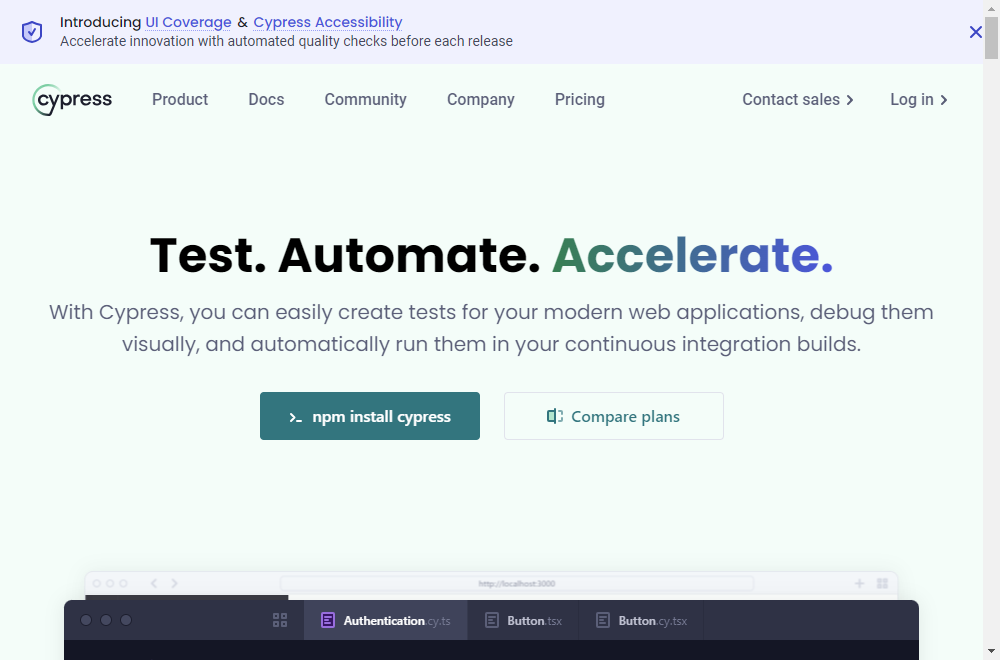 Introducing UI Coverage & Cypress Accessibility
Accelerate innovation with automated quality checks before each release
cypress
Product
Docs
Community
Company
Pricing
Contact sales
Log in
Test. Automate. Accelerate.
With Cypress, you can easily create tests for your modern web applications, debug them
visually, and automatically run them in your continuous integration builds.
npm install cypress
Compare plans
http://localhost:3000
Authentication.cy.ts
Button.tsx
Button.cy.tsx